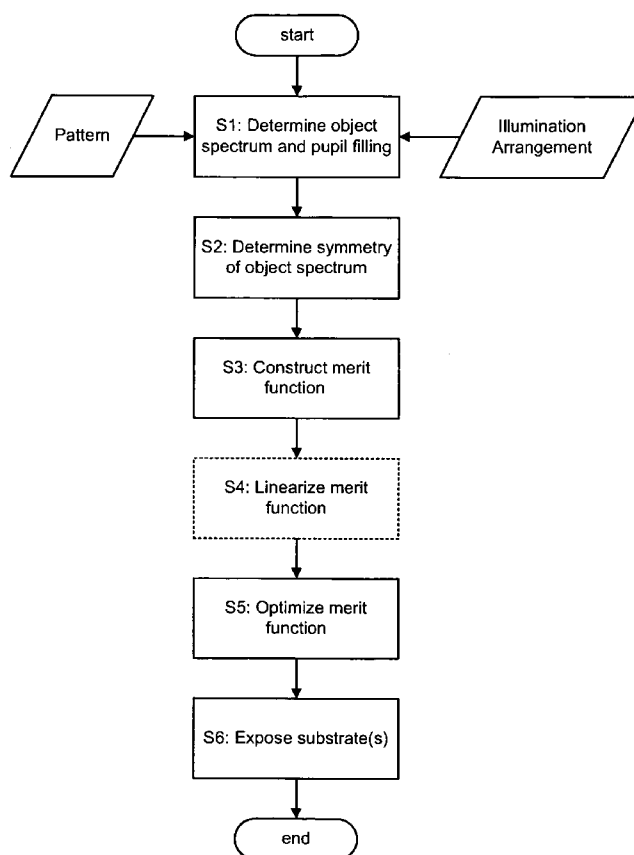 start
Pattern
S1: Determine object
spectrum and pupil filling
Illumination
Arrangement
S2: Determine symmetry
of object spectrum
S3: Construct merit
function
S4: Linearize merit
function
S5: Optimize merit
function
S6: Expose substrate(s)
end